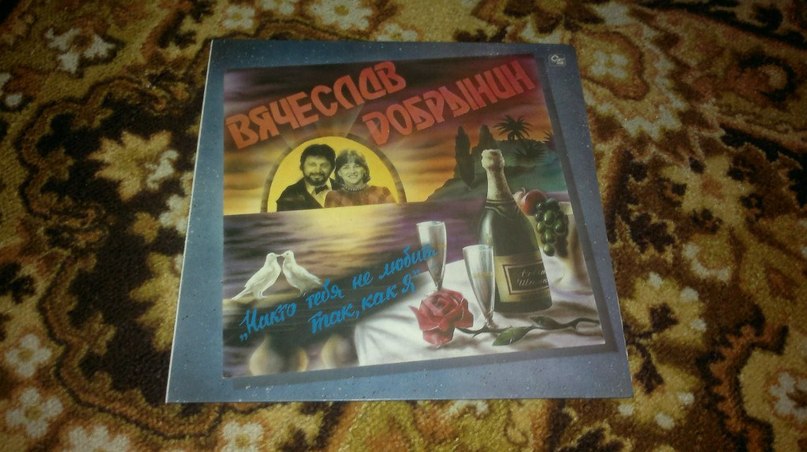 ВЯЧЕСЛАВ
ДОБРЫНИН
„Никто тебя не любит
так, как я"